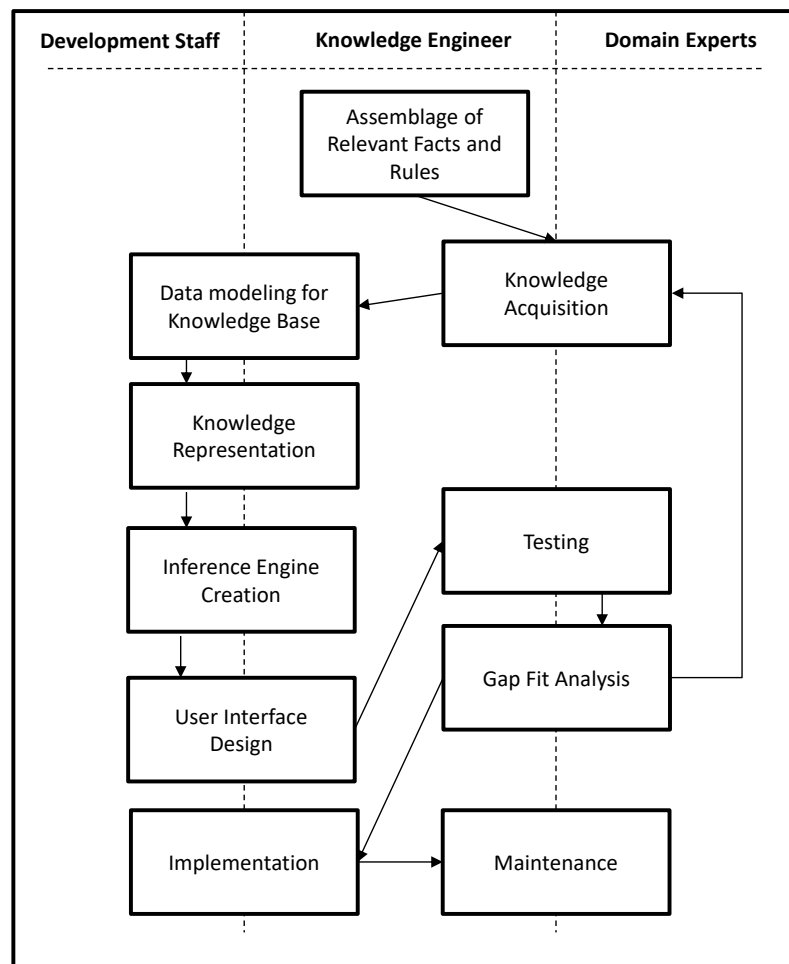 Development Staff
Knowledge Engineer
Domain Experts
Assemblage of
Relevant Facts and
Rules
Knowledge
Acquisition
Data modeling for
Knowledge Base
Knowledge
Representation
Inference Engine
Creation
User Interface
Design
Testing
Gap Fit Analysis
Implementation
Maintenance